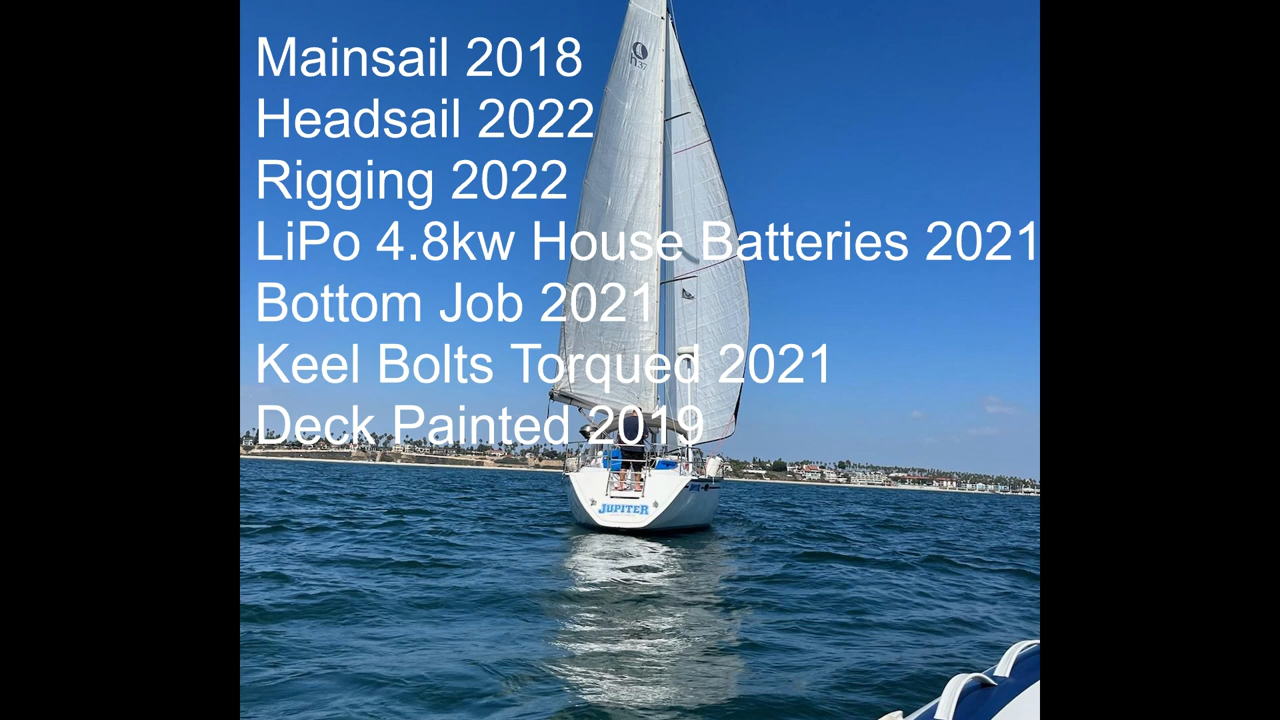 Mainsail 2018
Headsail 2022
Rigging 2022
LiPo 4.8kw House Batteries 2021
Bottom Job 2021
Keel Bolts Torqued 2021
Deck Painted 2019
h37
JUPITER